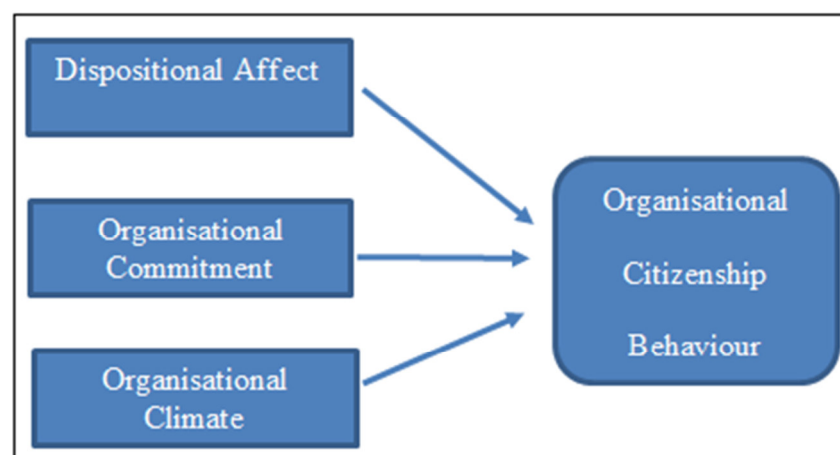 Dispositional Affect
Organisational
Commitment
Organisational
Climate
Organisational
Citizenship
Behaviour